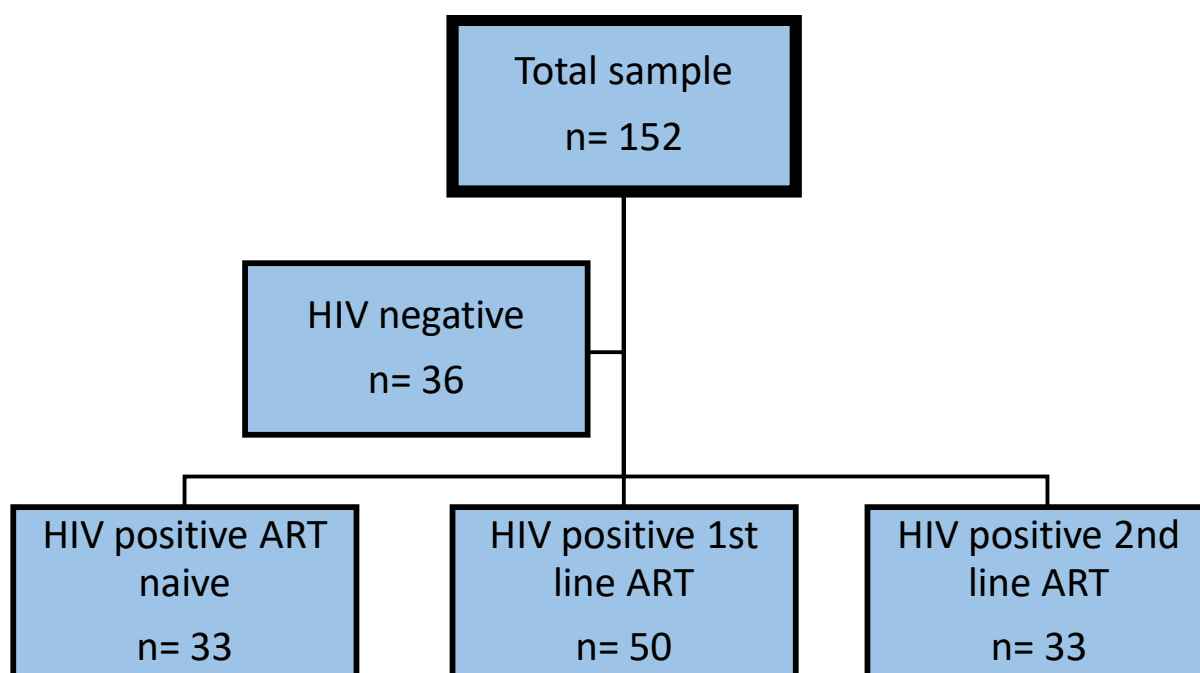 Total sample
n= 152
HIV negative
n= 36
HIV positive ART
naive
n= 33
HIV positive 1st
line ART
n= 50
HIV positive 2nd
line ART
n= 33